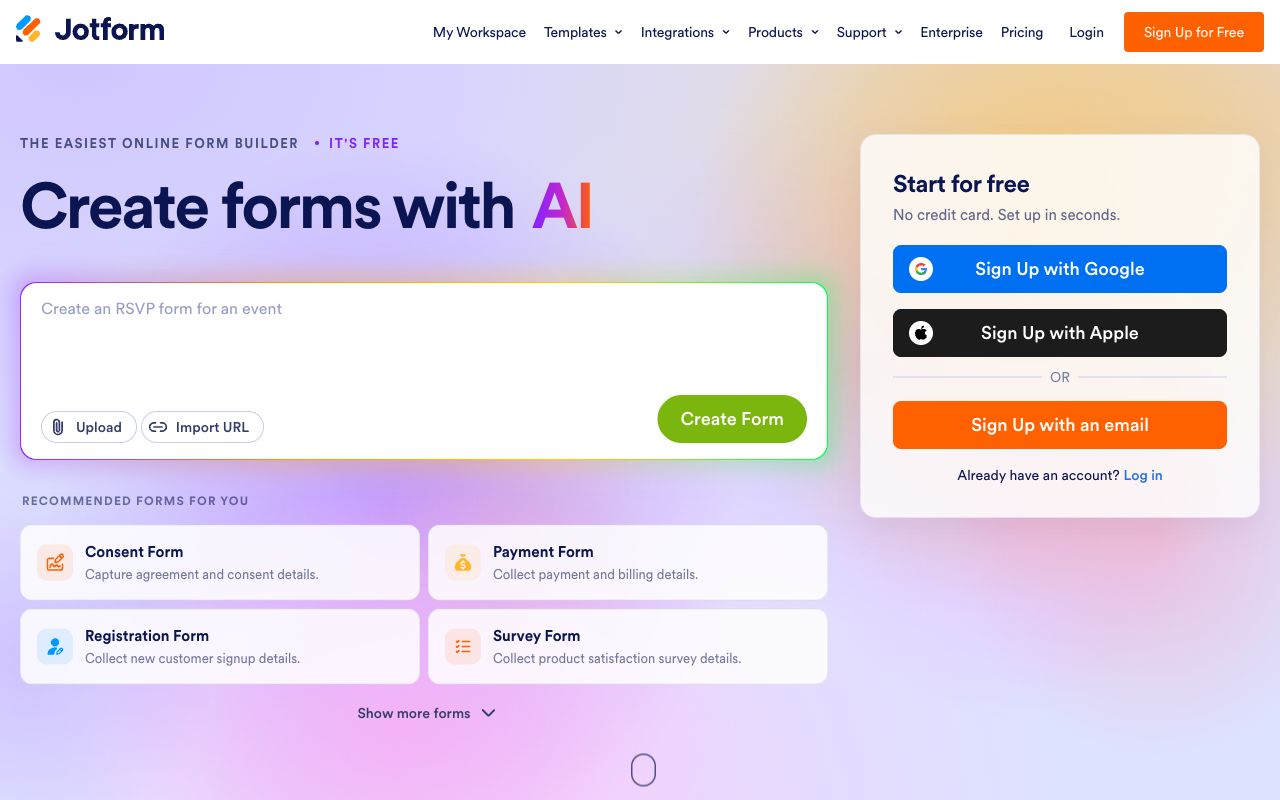 Jotform
My Workspace
Templates
Integrations
Products
Support
Enterprise
Pricing
Login
Sign Up for Free
THE EASIEST ONLINE FORM BUILDER • IT'S FREE
Create forms with AI
Create an RSVP form for an event
Upload
Import URL
Create Form
RECOMMENDED FORMS FOR YOU
Consent Form
Capture agreement and consent details.
Payment Form
Collect payment and billing details.
Registration Form
Collect new customer signup details.
Survey Form
Collect product satisfaction survey details.
Show more forms
Start for free
No credit card. Set up in seconds.
Sign Up with Google
Sign Up with Apple
OR
Sign Up with an email
Already have an account? Log in